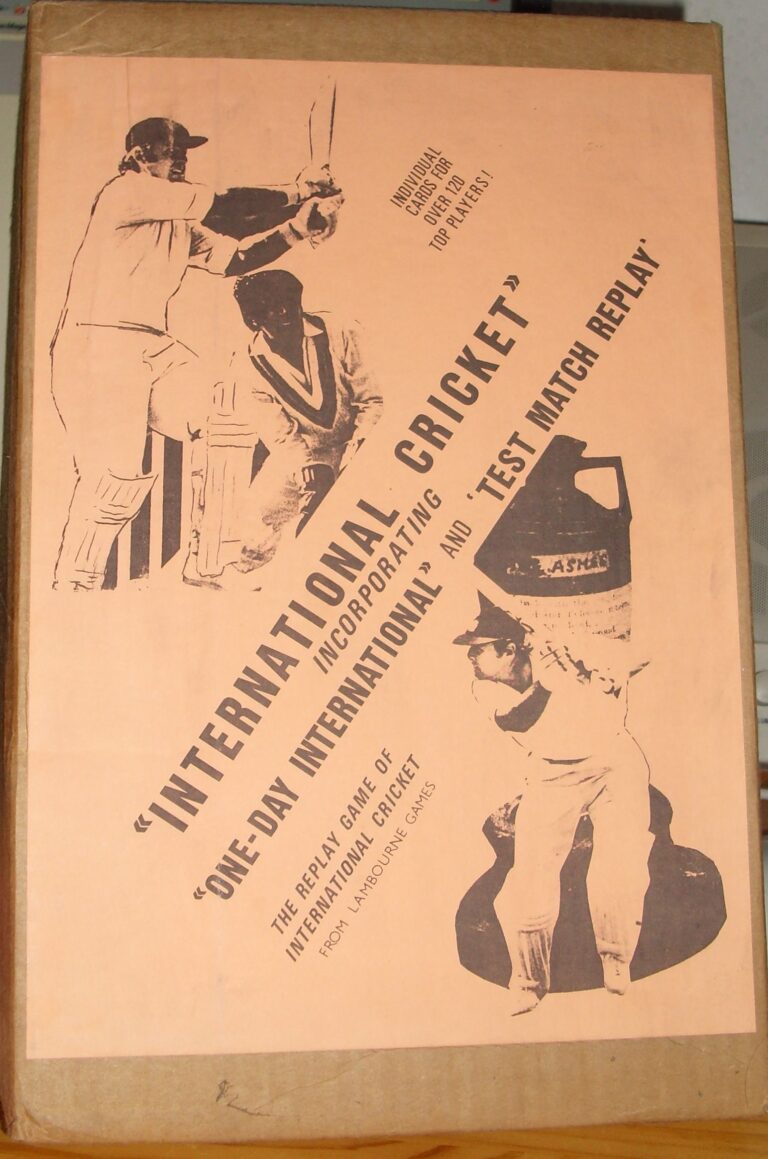 INDIVIDUAL
CARDS FOR
OVER 120
TOP PLAYERS!
"INTERNATIONAL CRICKET"
INCORPORATING
"ONE-DAY INTERNATIONAL" AND 'TEST MATCH REPLAY'
THE REPLAY GAME OF
INTERNATIONAL CRICKET
FROM LAMBOURNE GAMES
ASHES